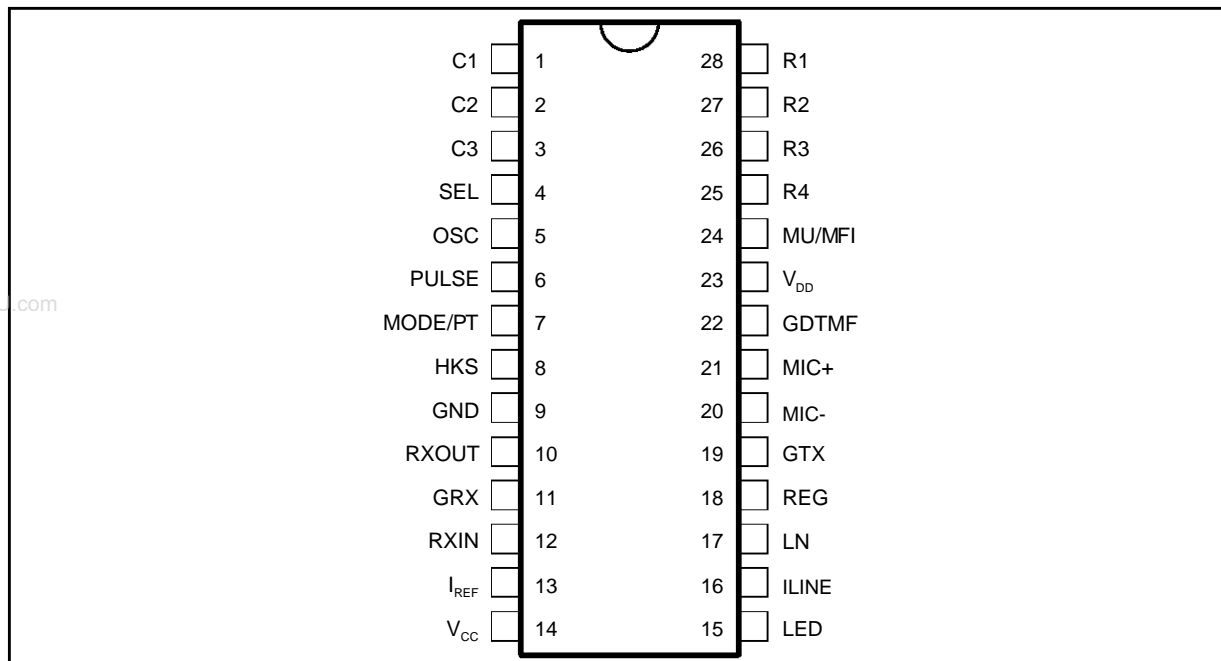 C1 1 28 R1
C2 2 27 R2
C3 3 26 R3
SEL 4 25 R4
OSC 5 24 MU/MFI
PULSE 6 23 VDD
MODE/PT 7 22 GDTMF
HKS 8 21 MIC+
GND 9 20 MIC-
RXOUT 10 19 GTX
GRX 11 18 REG
RXIN 12 17 LN
IREF 13 16 ILINE
VCC 14 15 LED
.com